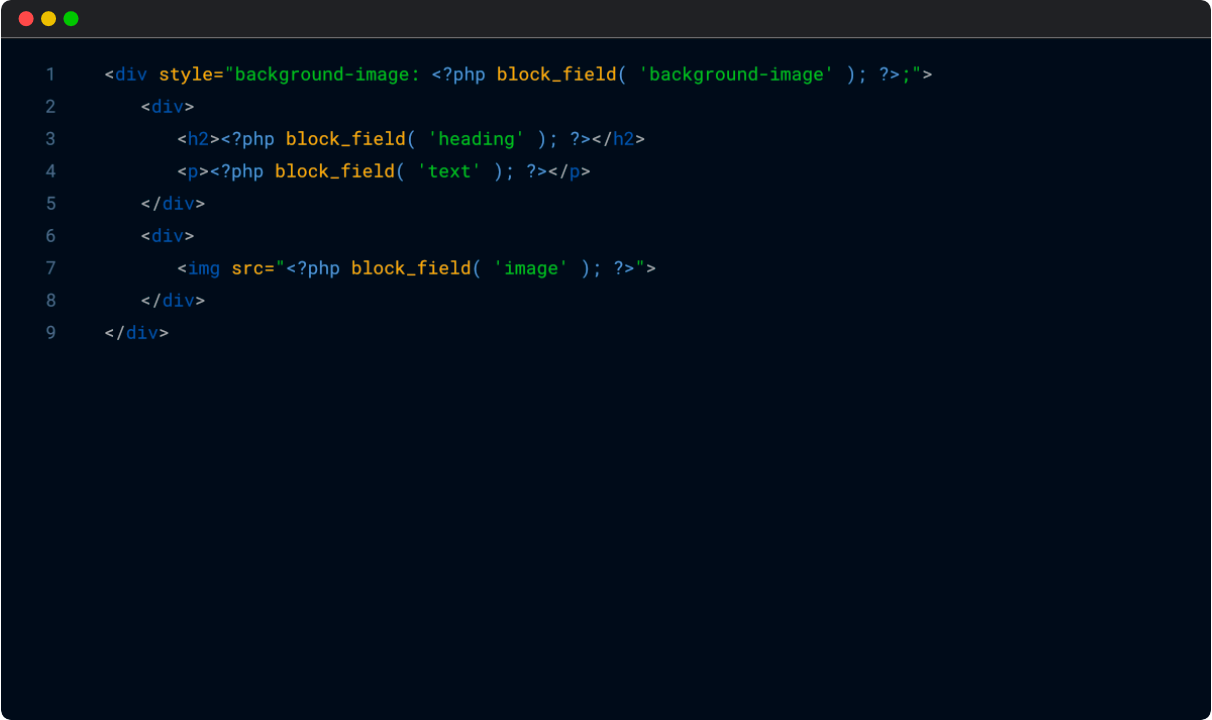 1 <div style="background-image: <?php block_field( 'background-image' ); ?>;">
2 <div>
3 <h2><?php block_field( 'heading' ); ?></h2>
4 <p><?php block_field( 'text' ); ?></p>
5 </div>
6 <div>
7 <img src="<?php block_field( 'image' ); ?>">
8 </div>
9 </div>